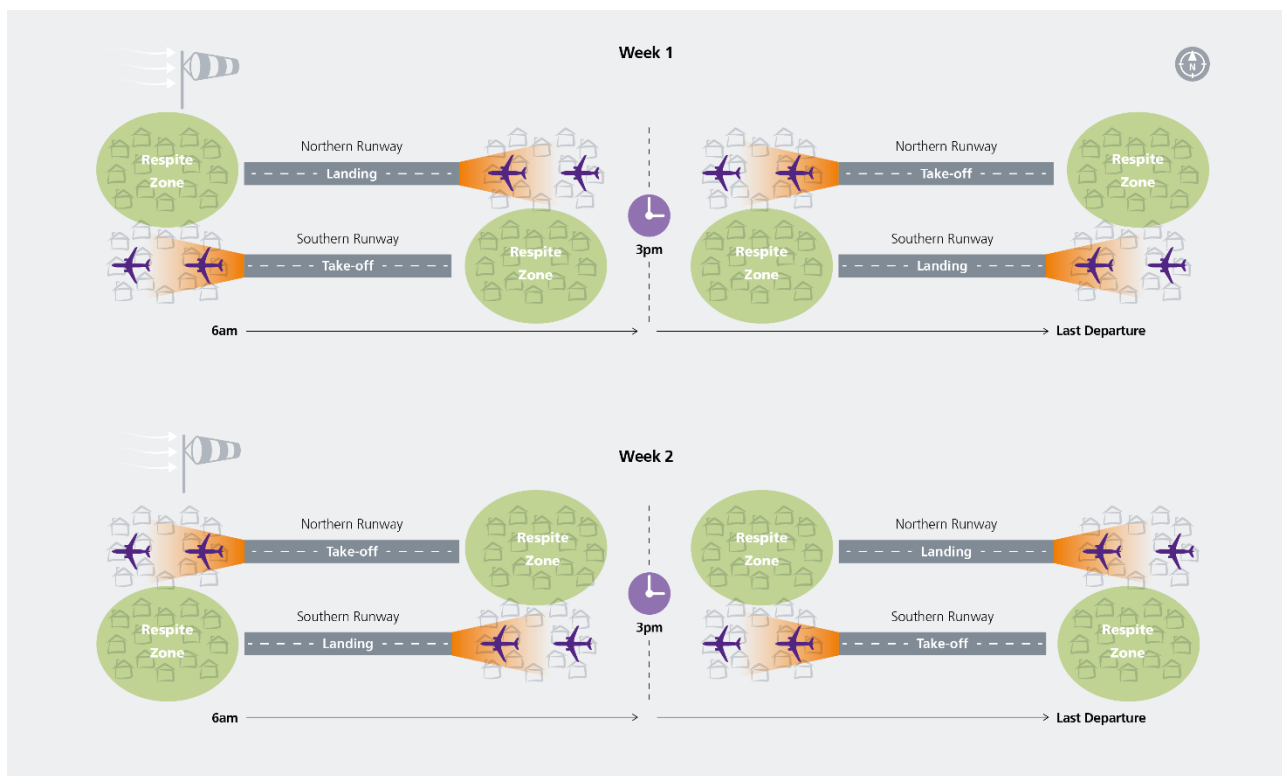 Week 1
N
Northern Runway
Northern Runway
Respite
Zone
Landing
Take-off
Respite
Zone
3pm
Southern Runway
Southern Runway
Take-off
Respite
Zone
Respite
Zone
Landing
6am
Last Departure
Week 2
Northern Runway
Northern Runway
Take-off
Respite
Zone
Respite
Zone
Landing
3pm
Southern Runway
Southern Runway
Respite
Zone
Landing
Take-off
Respite
Zone
6am
Last Departure